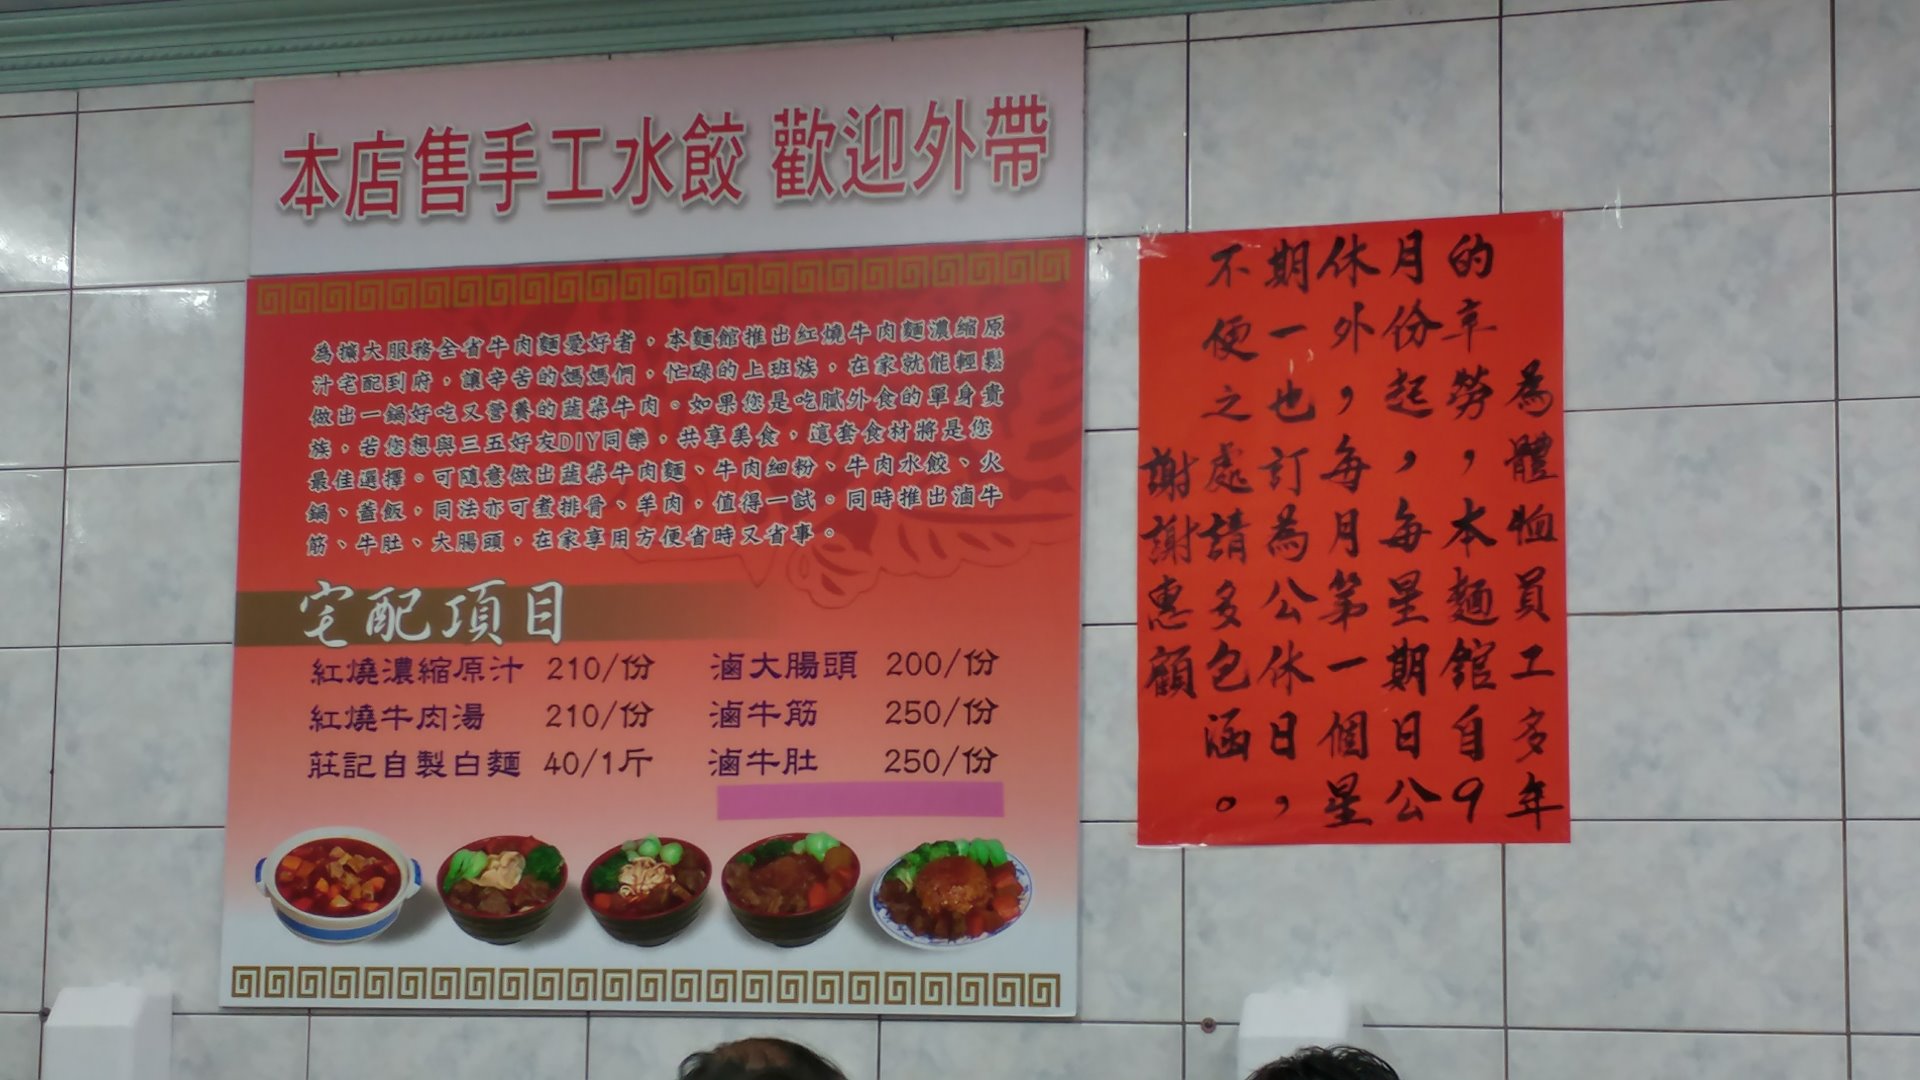 本店售手工水餃 歡迎外帶
為擴大服務全省牛肉麵愛好者，本麵館推出紅燒牛肉麵濃縮原
汁宅配到府，讓辛苦的媽媽們，忙碌的上班族，在家就能輕鬆
做出一鍋好吃又營養的蔬菜牛肉。如果您是吃膩外食的單身貴
族，若您想與三五好友DIY同樂，共享美食，這套食材將是您
最佳選擇。可隨意做出蔬菜牛肉麵、牛肉細粉、牛肉水餃、火
鍋、蓋飯，同法亦可煮排骨、羊肉，值得一試。同時推出滷牛
筋、牛肚、大腸頭，在家享用方便省時又省事。
宅配項目
紅燒濃縮原汁 210/份
紅燒牛肉湯 210/份
莊記自製白麵 40/1斤
滷大腸頭 200/份
滷牛筋 250/份
滷牛肚 250/份
為體恤員工多年
的辛勞，本麵館自9
月份起，每星期日公
休外，每月第一個星
期一也訂為公休日，
不便之處請多包涵。
謝謝惠顧